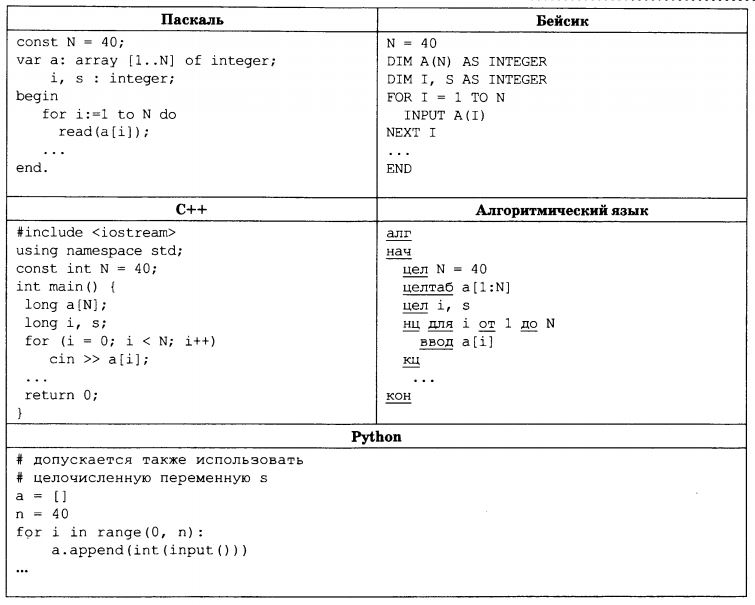 Паскаль
const N = 40;
var a: array [1..N] of integer;
i, s : integer;
begin
for i:=1 to N do
read(a[i]);
...
end.
Бейсик
N = 40
DIM A(N) AS INTEGER
DIM I, S AS INTEGER
FOR I = 1 TO N
INPUT A(I)
NEXT I
...
END
C++
#include <iostream>
using namespace std;
const int N = 40;
int main() {
long a[N];
long i, s;
for (i = 0; i < N; i++)
cin >> a[i];
...
return 0;
}
Алгоритмический язык
алг
нач
цел N = 40
целтаб a[1:N]
цел i, s
нц для i от 1 до N
ввод a[i]
кц
...
кон
Python
# допускается также использовать
# целочисленную переменную s
a = []
n = 40
for i in range(0, n):
a.append(int(input()))
...